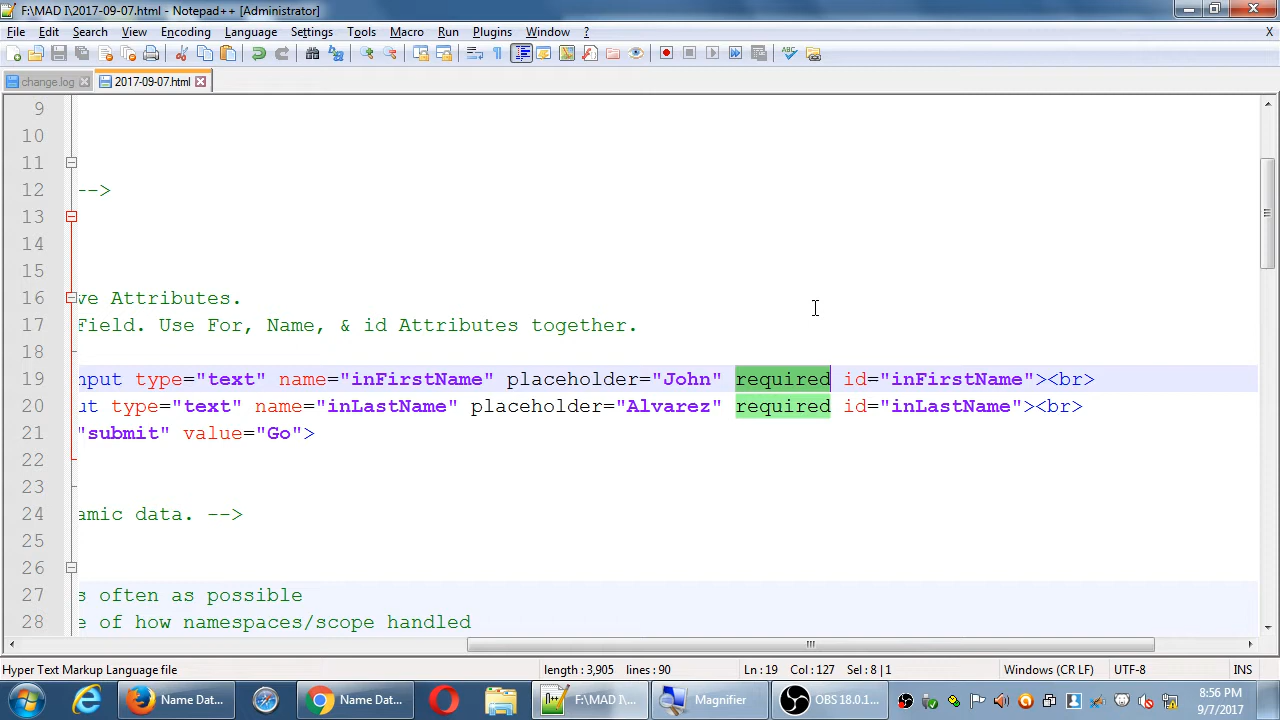 F:\MAD I\2017-09-07.html - Notepad++ [Administrator]
File Edit Search View Encoding Language Settings Tools Macro Run Plugins Window ? X
change.log 2017-09-07.html
9
10
11
12 -->
13
14
15
16 ve Attributes.
17 Field. Use For, Name, & id Attributes together.
18
19 nput type="text" name="inFirstName" placeholder="John" required id="inFirstName"><br>
20 ut type="text" name="inLastName" placeholder="Alvarez" required id="inLastName"><br>
21 "submit" value="Go">
22
23
24 amic data. -->
25
26
27 s often as possible
28 e of how namespaces/scope handled
Hyper Text Markup Language file length : 3,905 lines : 90 Ln : 19 Col : 127 Sel : 8 | 1 Windows (CR LF) UTF-8 INS
Name Dat... Name Dat... F:\MAD I\... Magnifier OBS 18.0.1... 8:56 PM
9/7/2017